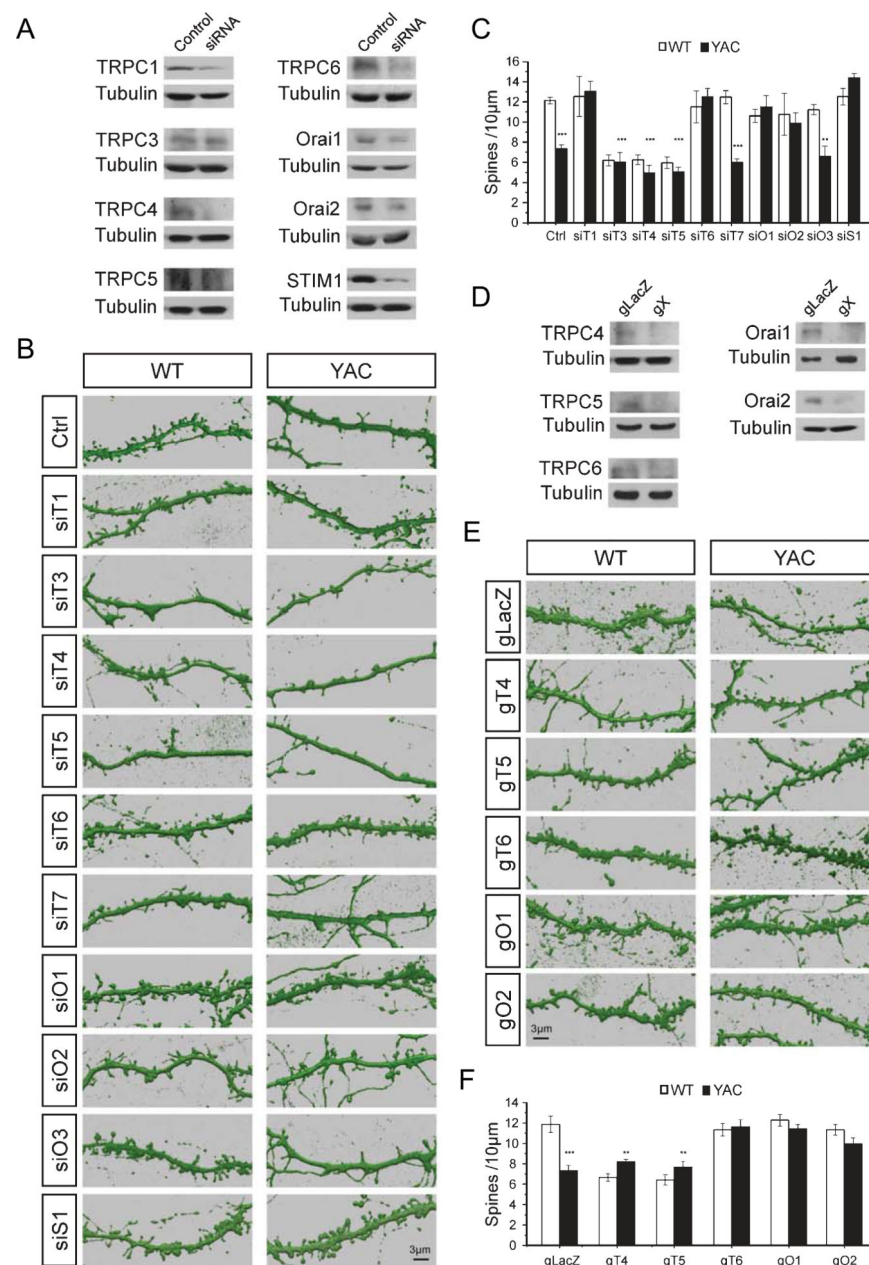 A
Control
siRNA
TRPC1
Tubulin
TRPC3
Tubulin
TRPC4
Tubulin
TRPC5
Tubulin
Control
siRNA
TRPC6
Tubulin
Orai1
Tubulin
Orai2
Tubulin
STIM1
Tubulin
B
WT YAC
Ctrl
siT1
siT3
siT4
siT5
siT6
siT7
siO1
siO2
siO3
siS1
3μm
C
WT YAC
Spines /10μm
16
14
12
10
8
6
4
2
0
*** *** *** *** *** **
Ctrl siT1 siT3 siT4 siT5 siT6 siT7 siO1 siO2 siO3 siS1
D
gLacZ
gX
TRPC4
Tubulin
TRPC5
Tubulin
TRPC6
Tubulin
gLacZ
gX
Orai1
Tubulin
Orai2
Tubulin
E
WT YAC
gLacZ
gT4
gT5
gT6
gO1
gO2
3μm
F
WT YAC
Spines /10μm
14
12
10
8
6
4
2
0
*** ** **
gLacZ gT4 gT5 gT6 gO1 gO2